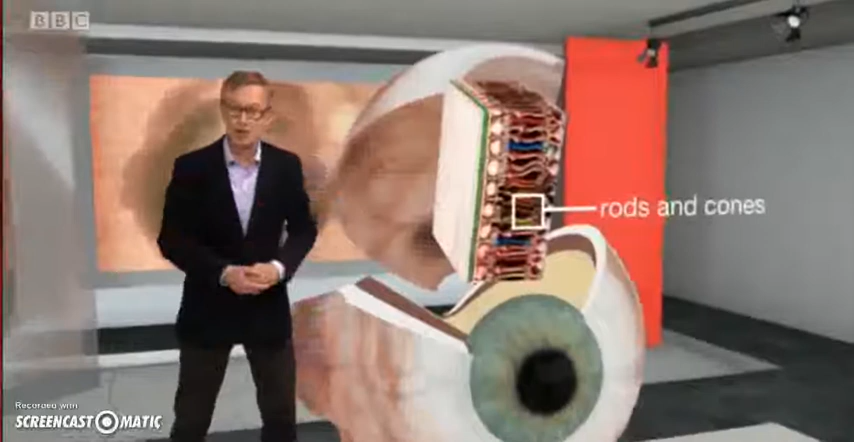 BBC
rods and cones
Recorded with
SCREENCAST MATIC